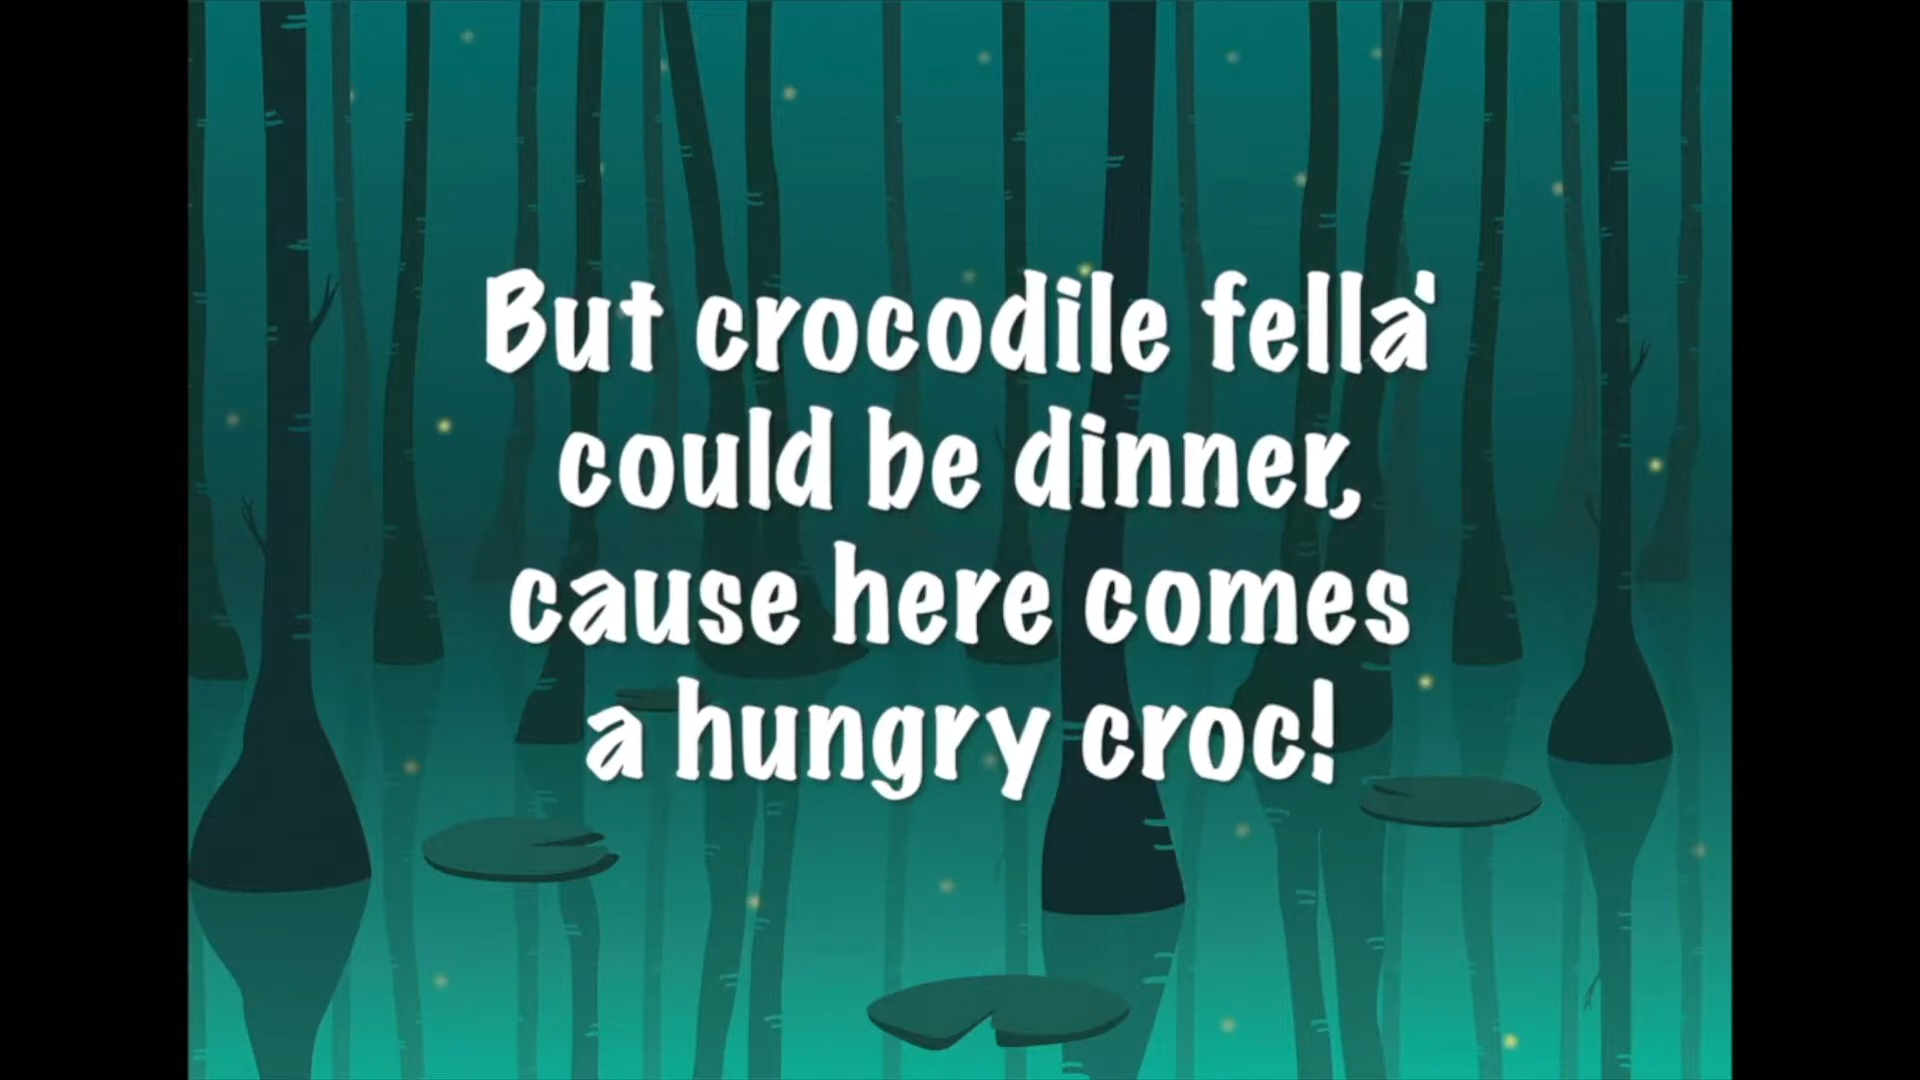 But crocodile fella'
could be dinner,
cause here comes
a hungry croc!